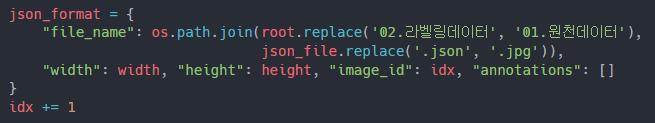 json_format = {
    "file_name": os.path.join(root.replace('02.라벨링데이터', '01.원천데이터'),
                              json_file.replace('.json', '.jpg')),
    "width": width, "height": height, "image_id": idx, "annotations": []
}
idx += 1